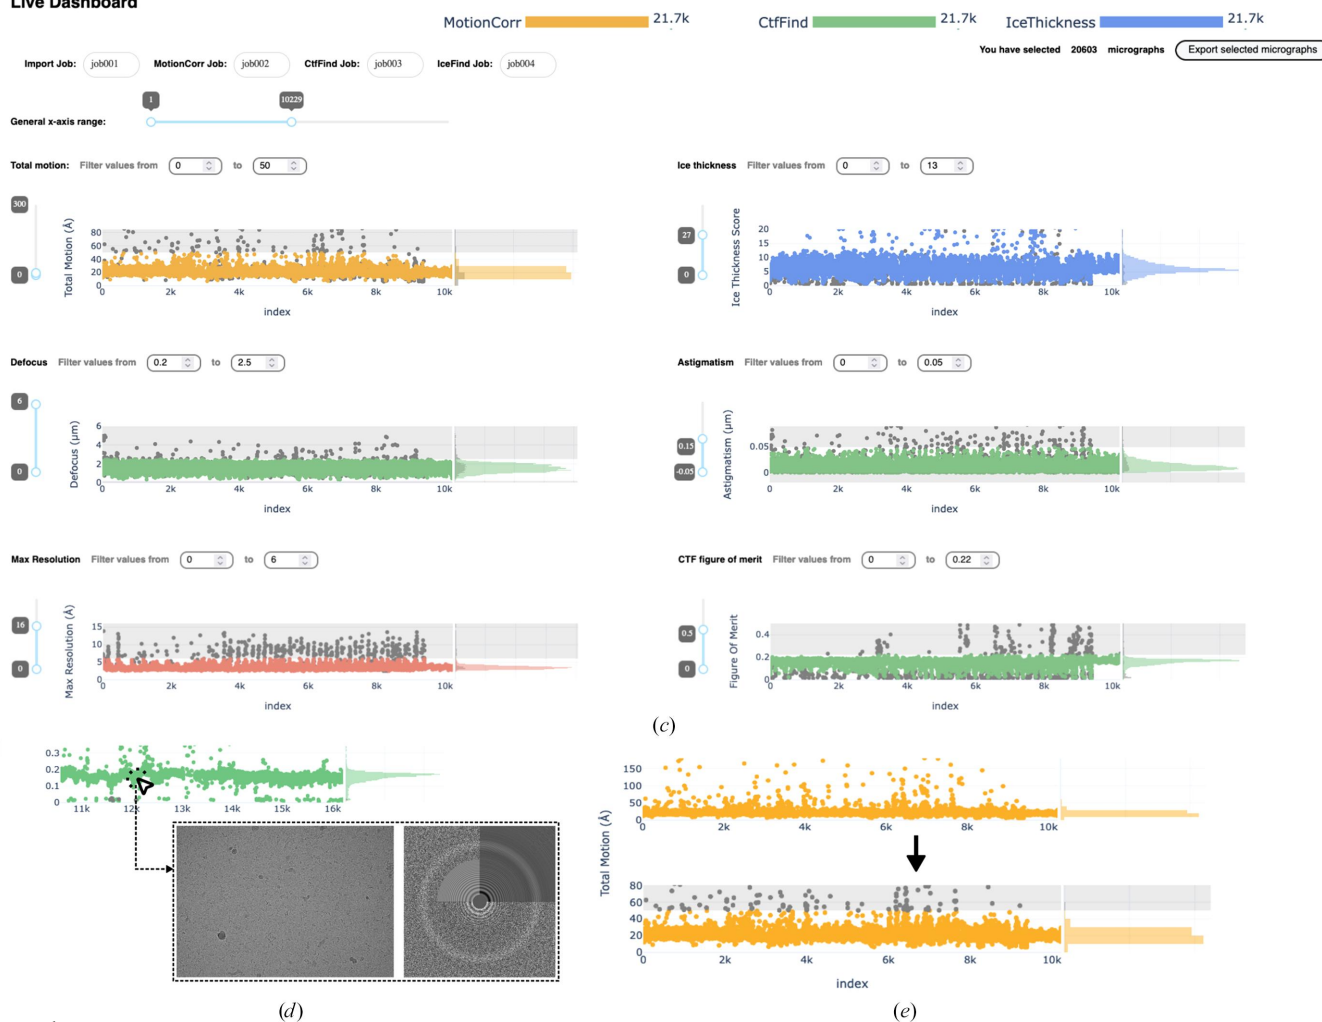 Live Dashboard
MotionCorr 21.7k CtfFind 21.7k IceThickness 21.7k
You have selected 20603 micrographs Export selected micrographs
Import Job: job001 MotionCorr Job: job002 CtfFind Job: job003 IceFind Job: job004
1 10229
General x-axis range:
Total motion: Filter values from 0 to 50
300
0
Total Motion (Å)
80
60
40
20
0
0 2k 4k 6k 8k 10k
index
Ice thickness Filter values from 0 to 13
27
0
Ice Thickness Score
20
15
10
5
0
0 2k 4k 6k 8k 10k
index
Defocus Filter values from 0.2 to 2.5
6
0
Defocus (μm)
6
4
2
0
0 2k 4k 6k 8k 10k
index
Astigmatism Filter values from 0 to 0.05
0.15
-0.05
Astigmatism (μm)
0.05
0
0 2k 4k 6k 8k 10k
index
Max Resolution Filter values from 0 to 6
16
0
Max Resolution (Å)
15
10
5
0
0 2k 4k 6k 8k 10k
index
CTF figure of merit Filter values from 0 to 0.22
0.5
0
Figure Of Merit
0.4
0.2
0
0 2k 4k 6k 8k 10k
index
(c)
0.3
0.2
0.1
0
11k 12k 13k 14k 15k 16k
(d)
Total Motion (Å)
150
100
50
0
0 2k 4k 6k 8k 10k
80
60
40
20
0
0 2k 4k 6k 8k 10k
index
(e)